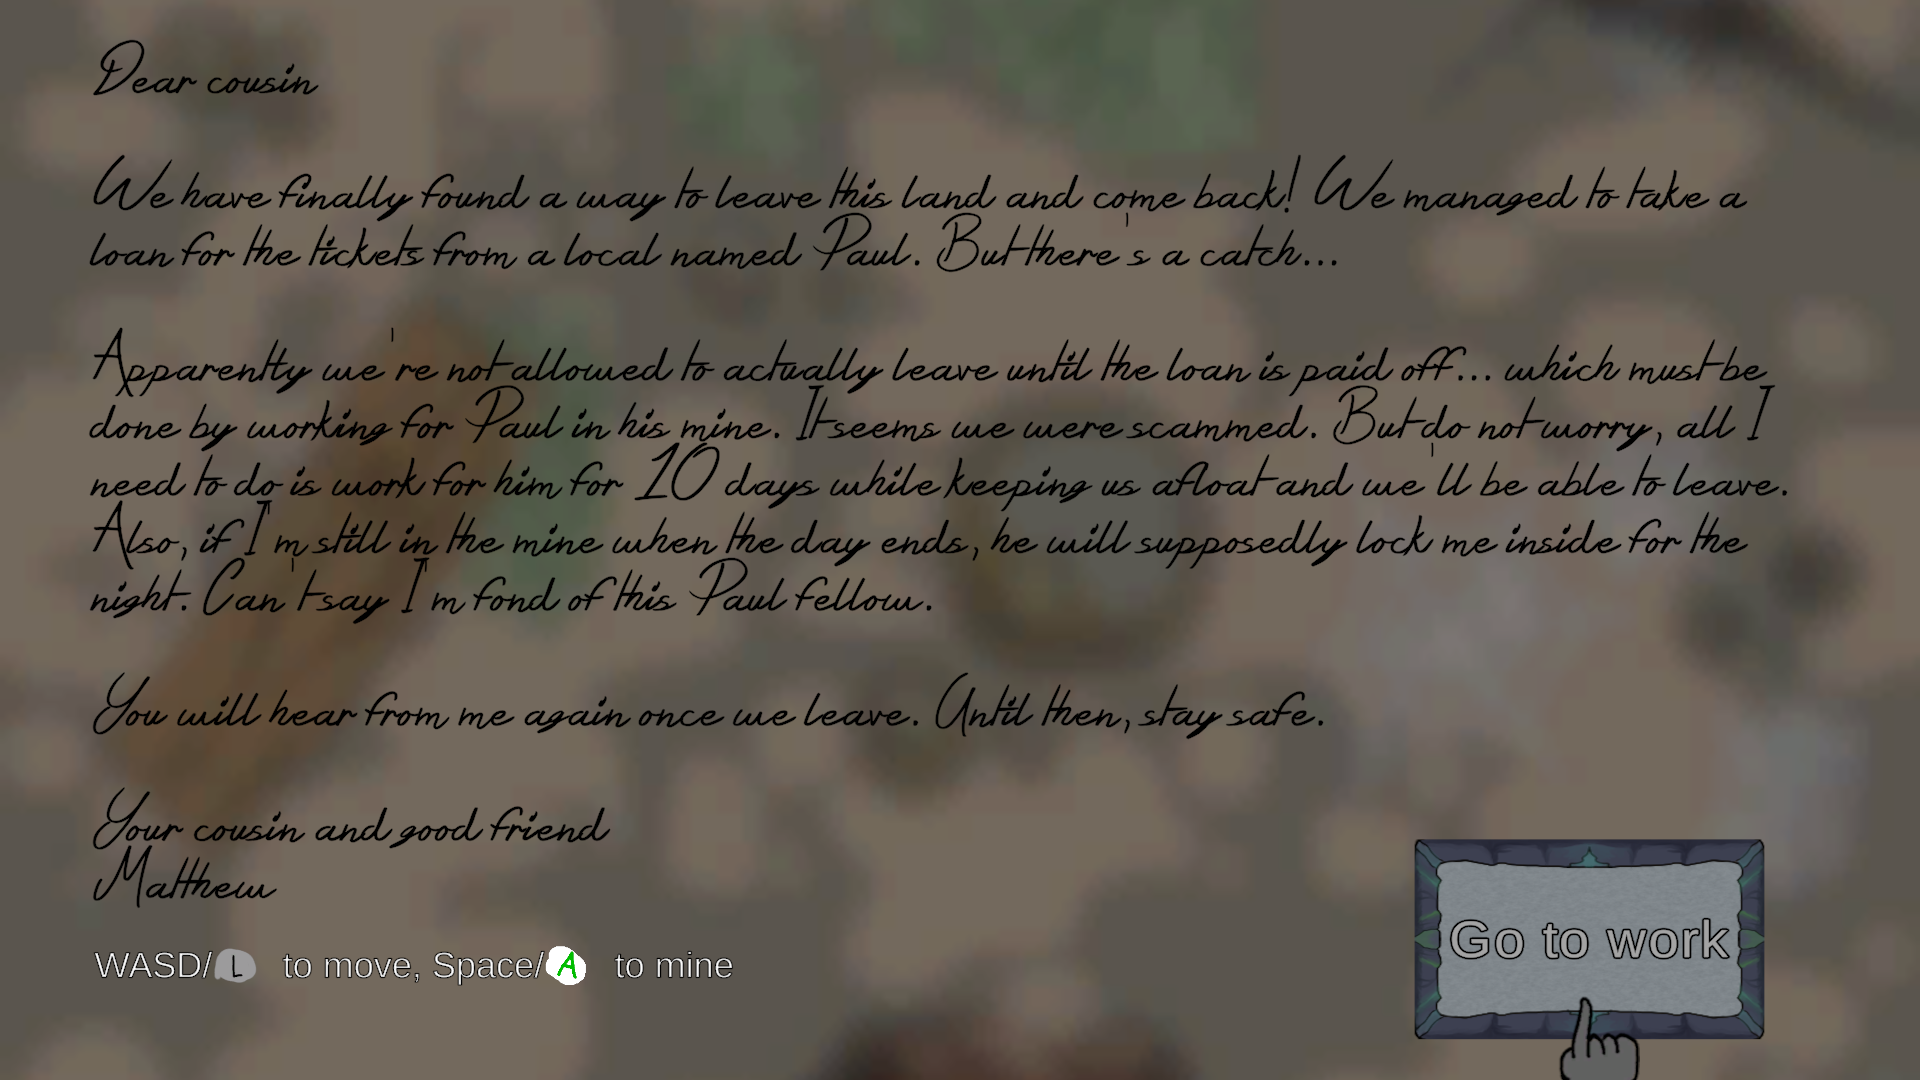 Dear cousin
We have finally found a way to leave this land and come back! We managed to take a
loan for the tickets from a local named Paul. But there's a catch...
Apparently we're not allowed to actually leave until the loan is paid off... which must be
done by working for Paul in his mine. It seems we were scammed. But do not worry, all I
need to do is work for him for 10 days while keeping us afloat and we'll be able to leave.
Also, if I'm still in the mine when the day ends, he will supposedly lock me inside for the
night. Can't say I'm fond of this Paul fellow.
You will hear from me again once we leave. Until then, stay safe.
Your cousin and good friend
Matthew
WASD/L to move, Space/A to mine
Go to work